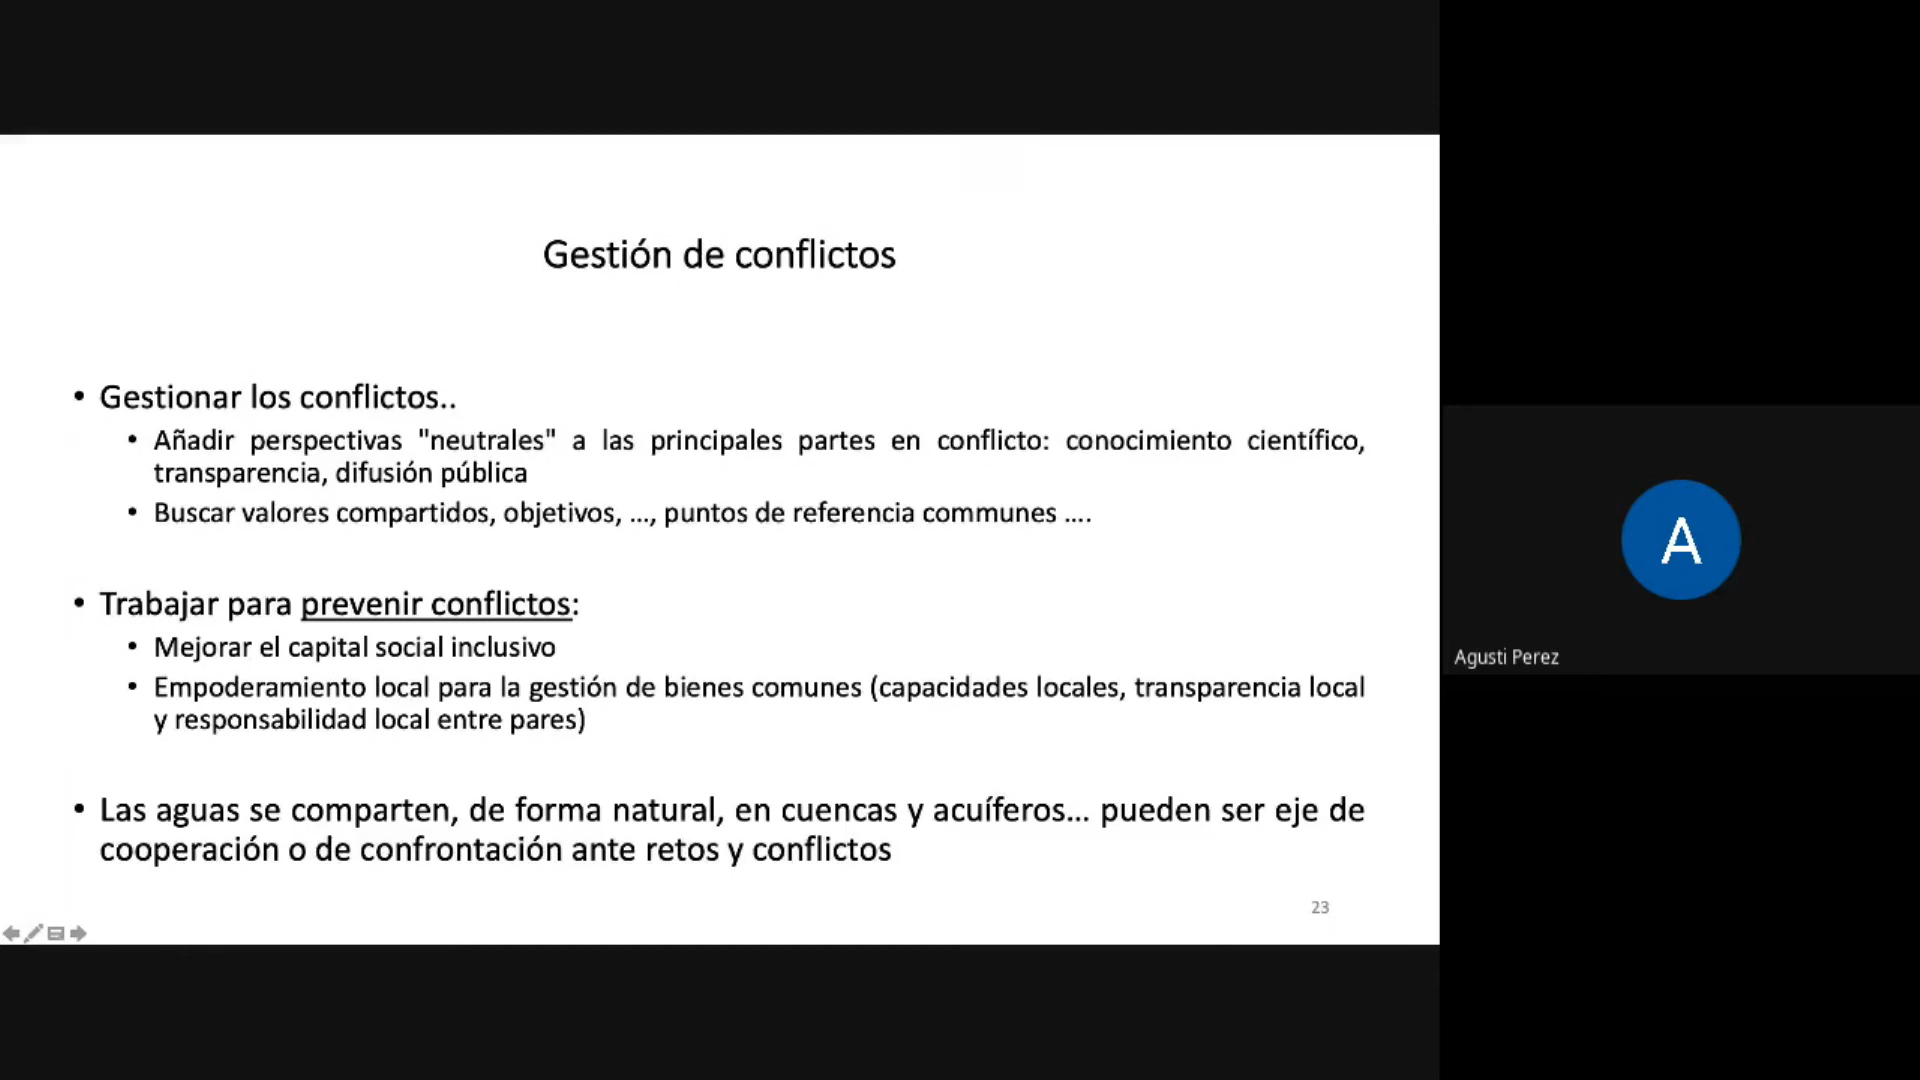 Gestión de conflictos
• Gestionar los conflictos..
• Añadir perspectivas "neutrales" a las principales partes en conflicto: conocimiento científico,
transparencia, difusión pública
• Buscar valores compartidos, objetivos, ..., puntos de referencia communes ....
• Trabajar para prevenir conflictos:
• Mejorar el capital social inclusivo
• Empoderamiento local para la gestión de bienes comunes (capacidades locales, transparencia local
y responsabilidad local entre pares)
• Las aguas se comparten, de forma natural, en cuencas y acuíferos... pueden ser eje de
cooperación o de confrontación ante retos y conflictos
23
A
Agusti Perez